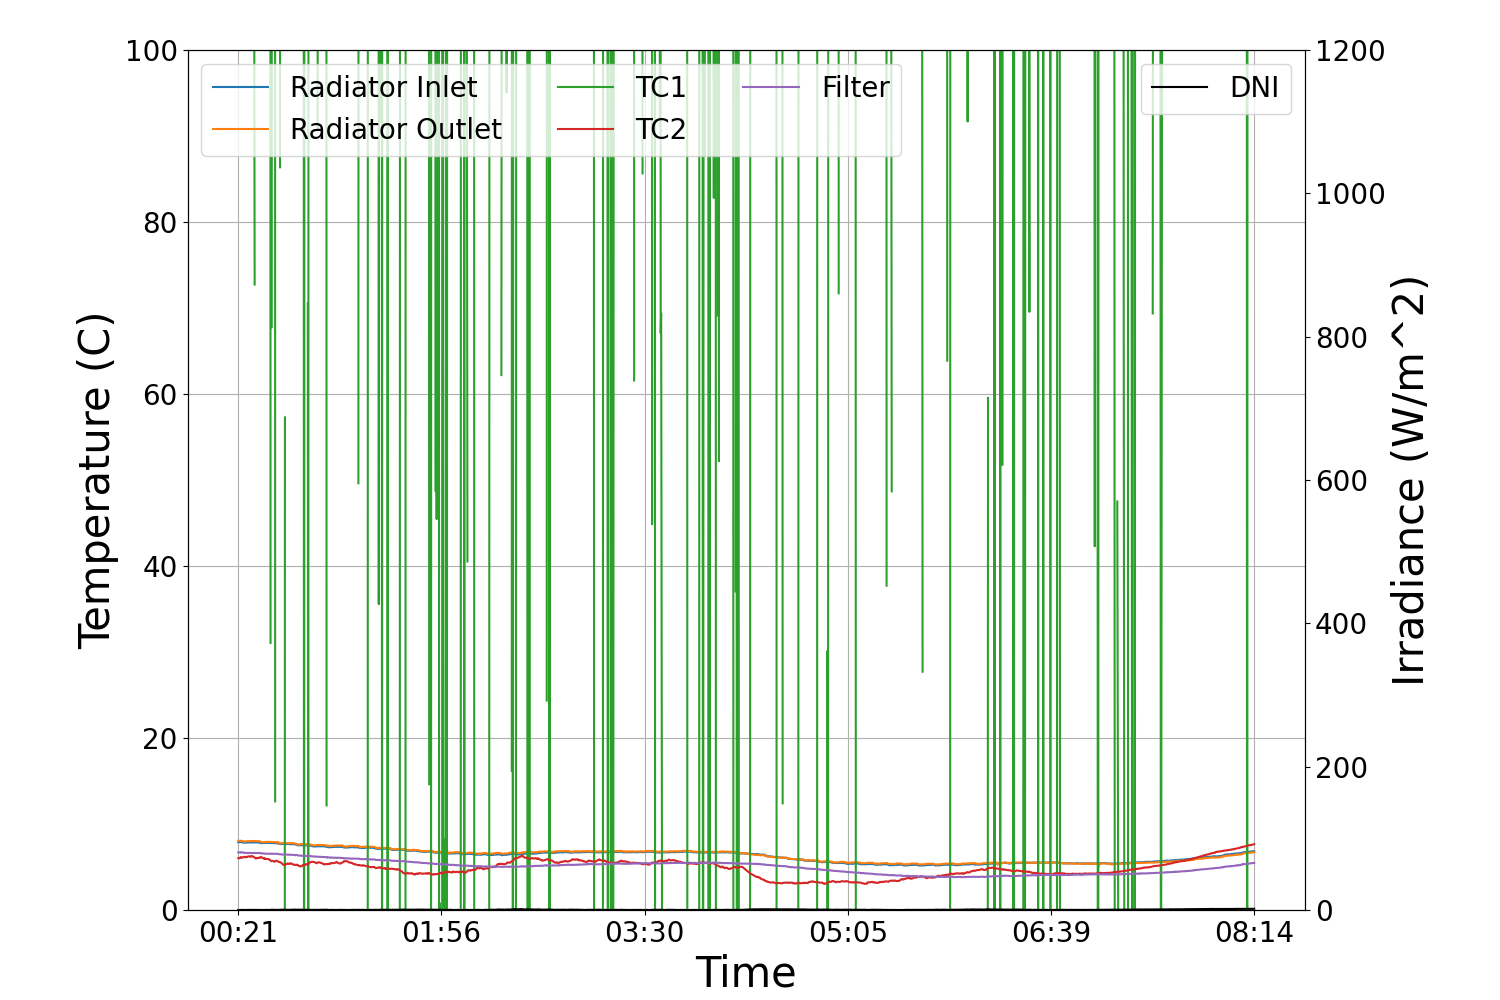 100
80
60
40
20
0
Temperature (C)
Radiator Inlet
Radiator Outlet
TC1
TC2
Filter
DNI
1200
1000
800
600
400
200
0
Irradiance (W/m^2)
00:21 01:56 03:30 05:05 06:39 08:14
Time